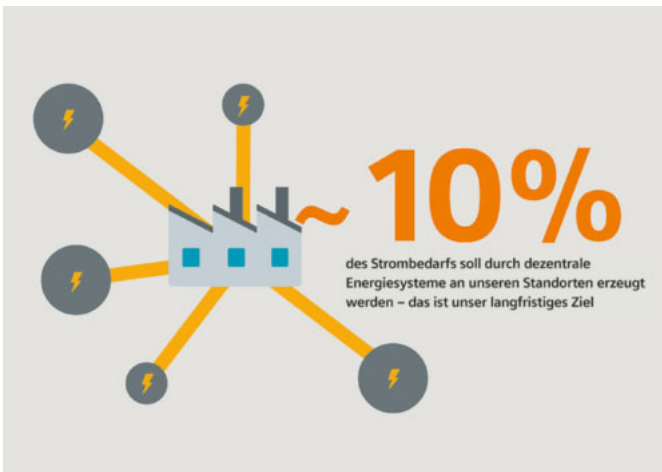 ~10%
des Strombedarfs soll durch dezentrale
Energiesysteme an unseren Standorten erzeugt
werden – das ist unser langfristiges Ziel